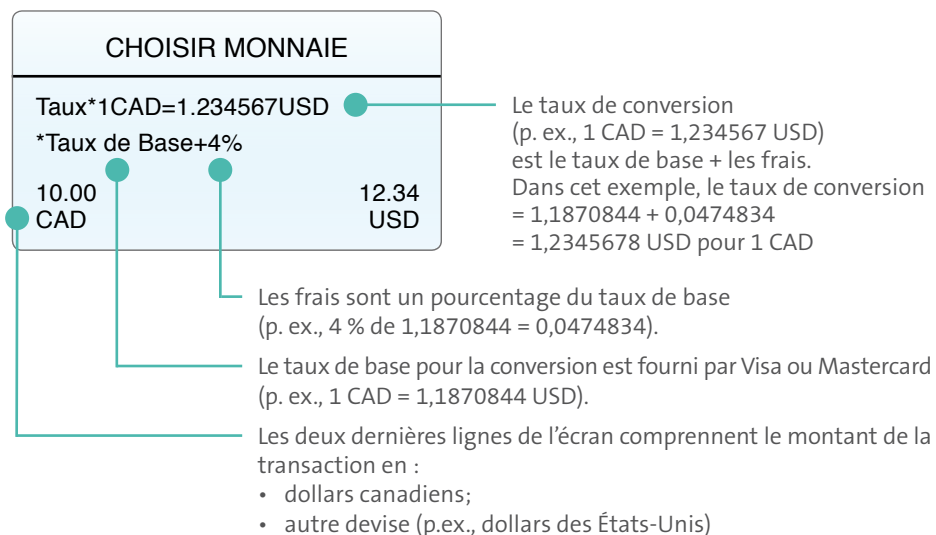 CHOISIR MONNAIE
Taux*1CAD=1.234567USD
*Taux de Base+4%
10.00 12.34
CAD USD
Le taux de conversion
(p. ex., 1 CAD = 1,234567 USD)
est le taux de base + les frais.
Dans cet exemple, le taux de conversion
= 1,1870844 + 0,0474834
= 1,2345678 USD pour 1 CAD
Les frais sont un pourcentage du taux de base
(p. ex., 4 % de 1,1870844 = 0,0474834).
Le taux de base pour la conversion est fourni par Visa ou Mastercard
(p. ex., 1 CAD = 1,1870844 USD).
Les deux dernières lignes de l’écran comprennent le montant de la
transaction en :
• dollars canadiens;
• autre devise (p.ex., dollars des États-Unis)